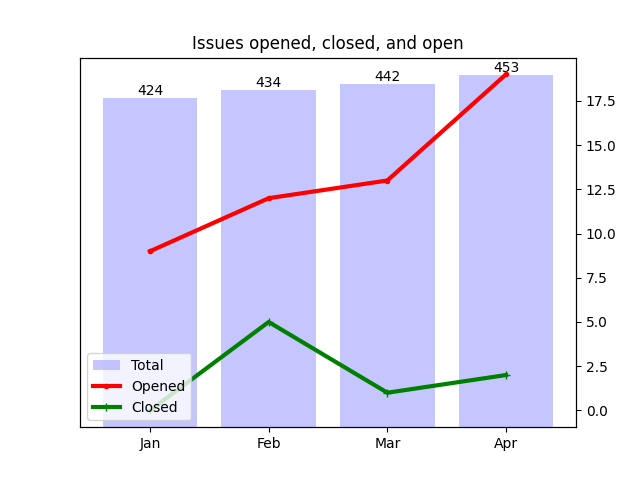 Issues opened, closed, and open
424
434
442
453
17.5
15.0
12.5
10.0
7.5
5.0
2.5
0.0
Total
Opened
Closed
Jan Feb Mar Apr